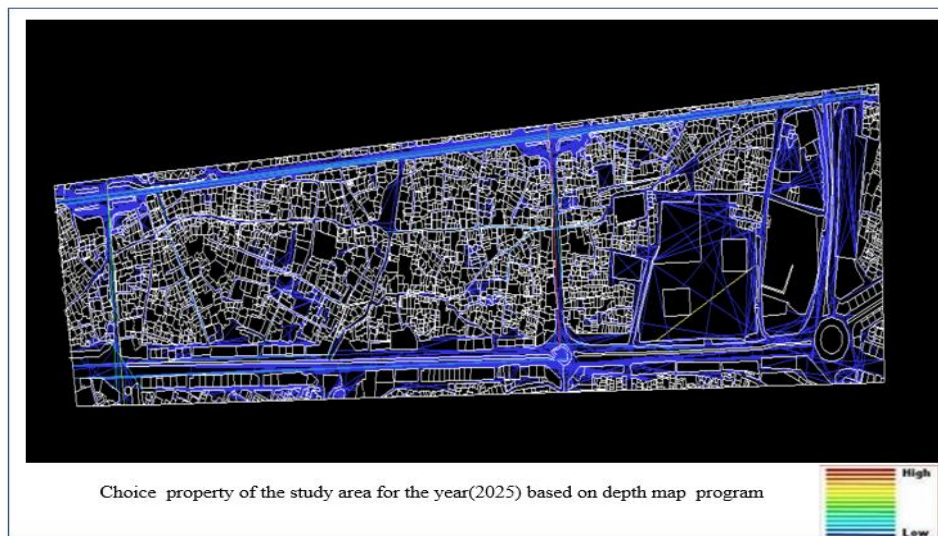 Choice property of the study area for the year(2025) based on depth map program
High
Low